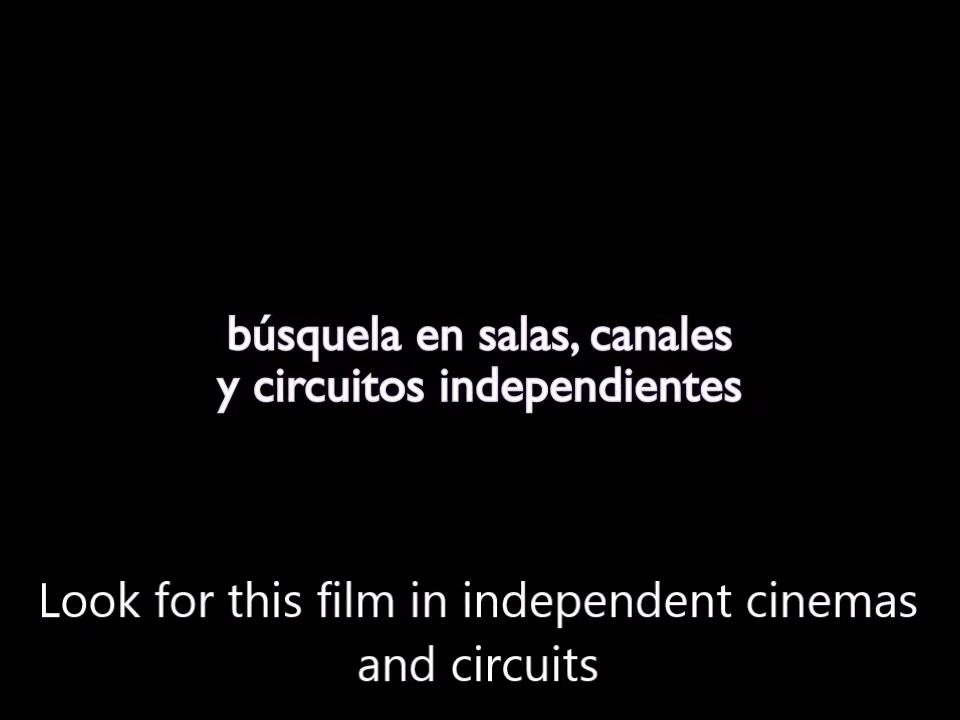 búsquela en salas, canales
y circuitos independientes
Look for this film in independent cinemas
and circuits